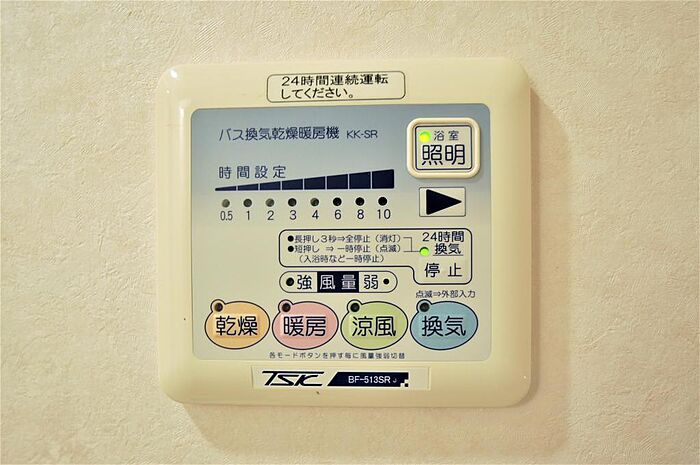 24時間連続運転
してください。
バス換気乾燥暖房機 KK-SR
浴室
照明
時間設定
0.5 1 2 3 4 6 8 10
●長押し3秒⇒全停止(消灯)
●短押し ⇒ 一時停止(点滅)
(入浴時など一時停止)
24時間
換気
停止
強 風量 弱
点滅⇒外部入力
乾燥 暖房 涼風 換気
各モードボタンを押す毎に風量強弱切替
TSK BF-513SR J